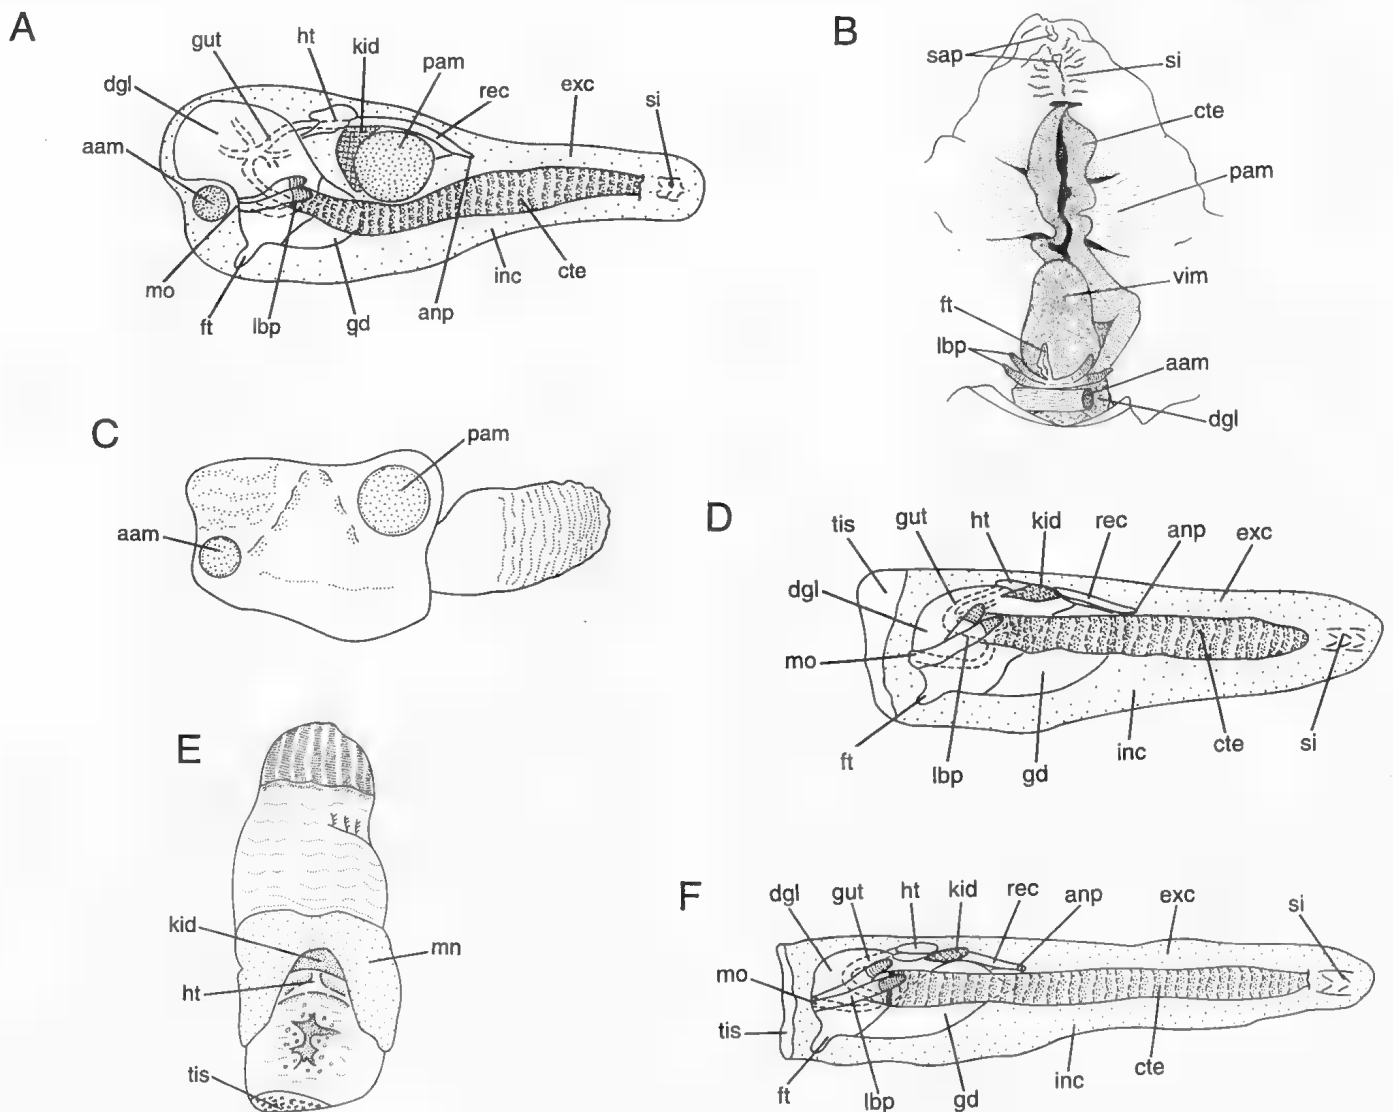 A
gut
ht
kid
pam
rec
exc
si
dgl
aam
mo
ft
lbp
gd
anp
inc
cte
B
sap
si
cte
pam
vim
ft
lbp
aam
dgl
C
pam
aam
D
tis
gut
ht
kid
rec
anp
exc
dgl
mo
ft
lbp
gd
inc
cte
si
E
kid
mn
ht
tis
F
dgl
gut
ht
kid
rec
anp
exc
si
mo
tis
ft
lbp
gd
inc
cte